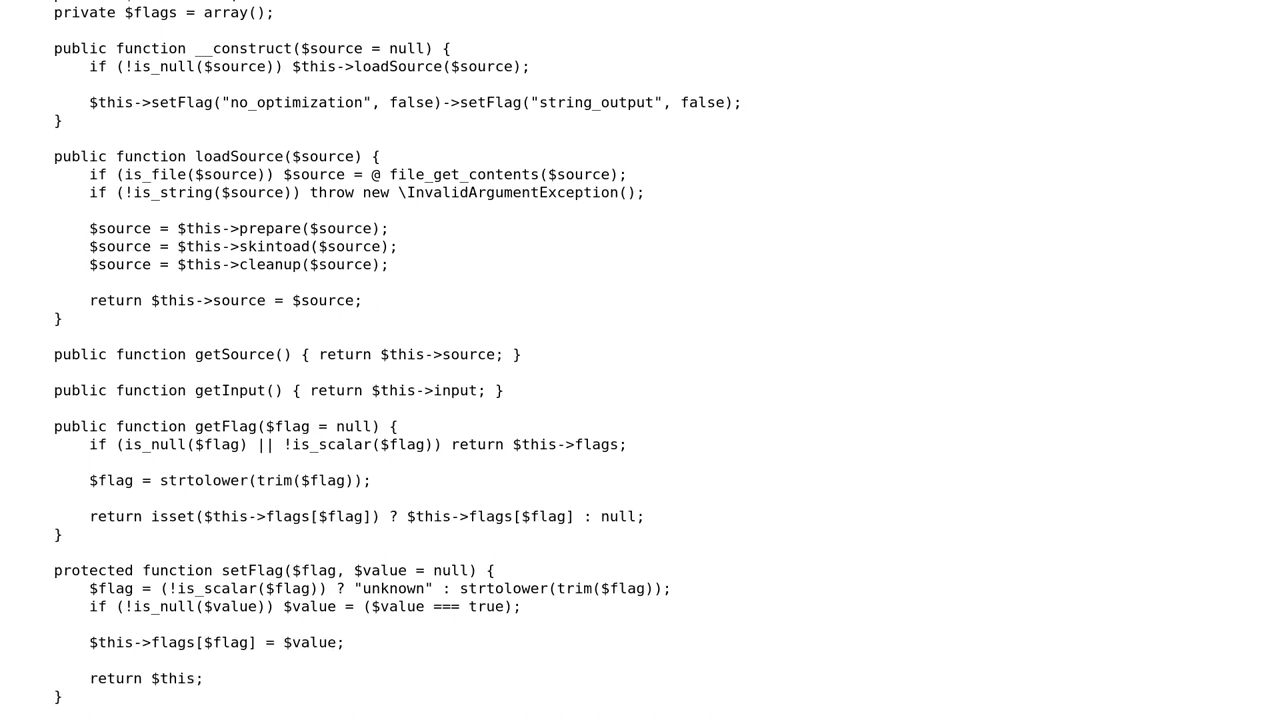 private $flags = array();
public function __construct($source = null) {
if (!is_null($source)) $this->loadSource($source);
$this->setFlag("no_optimization", false)->setFlag("string_output", false);
}
public function loadSource($source) {
if (is_file($source)) $source = @ file_get_contents($source);
if (!is_string($source)) throw new \InvalidArgumentException();
$source = $this->prepare($source);
$source = $this->skintoad($source);
$source = $this->cleanup($source);
return $this->source = $source;
}
public function getSource() { return $this->source; }
public function getInput() { return $this->input; }
public function getFlag($flag = null) {
if (is_null($flag) || !is_scalar($flag)) return $this->flags;
$flag = strtolower(trim($flag));
return isset($this->flags[$flag]) ? $this->flags[$flag] : null;
}
protected function setFlag($flag, $value = null) {
$flag = (!is_scalar($flag)) ? "unknown" : strtolower(trim($flag));
if (!is_null($value)) $value = ($value === true);
$this->flags[$flag] = $value;
return $this;
}